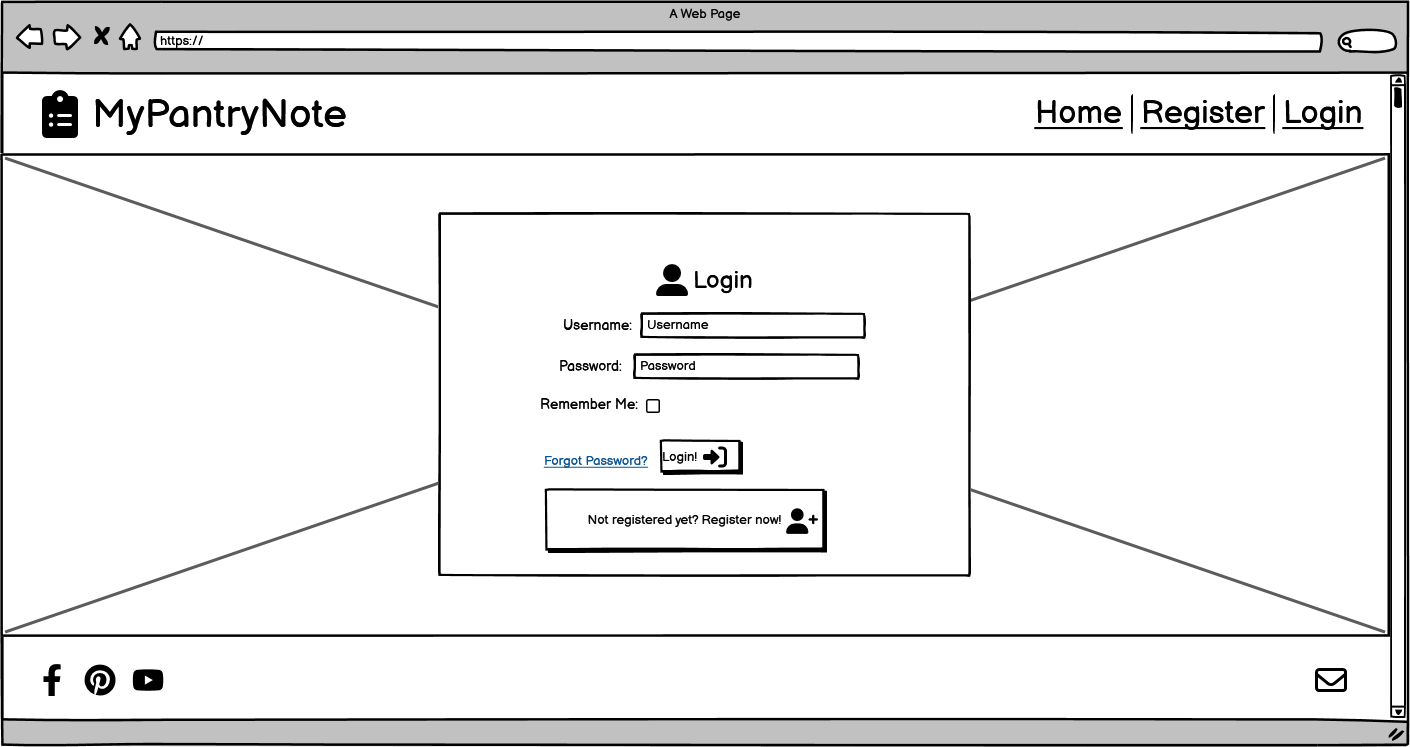 A Web Page
https://
MyPantryNote
Home Register Login
Login
Username: Username
Password: Password
Remember Me:
Forgot Password? Login!
Not registered yet? Register now!